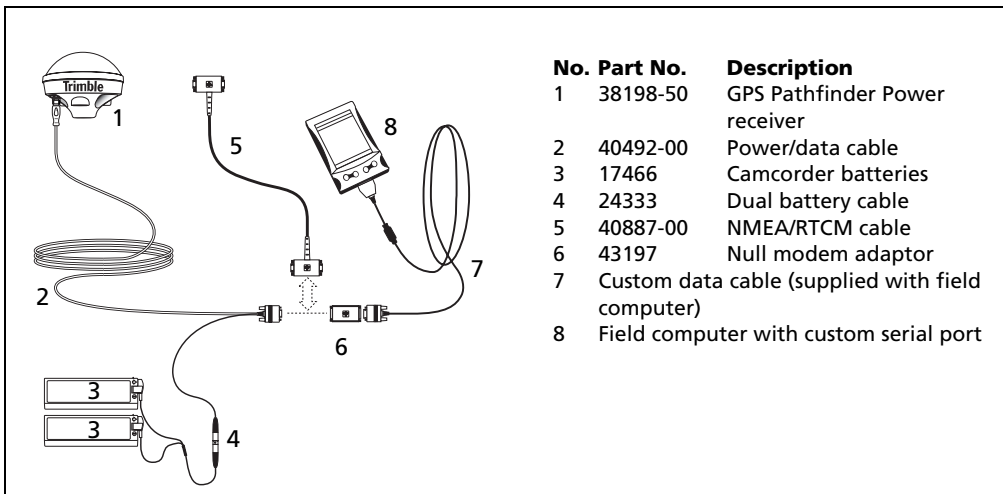 Trimble
1
2
3
3
4
5
6
7
8
No. Part No. Description
1 38198-50 GPS Pathfinder Power
receiver
2 40492-00 Power/data cable
3 17466 Camcorder batteries
4 24333 Dual battery cable
5 40887-00 NMEA/RTCM cable
6 43197 Null modem adaptor
7 Custom data cable (supplied with field
computer)
8 Field computer with custom serial port